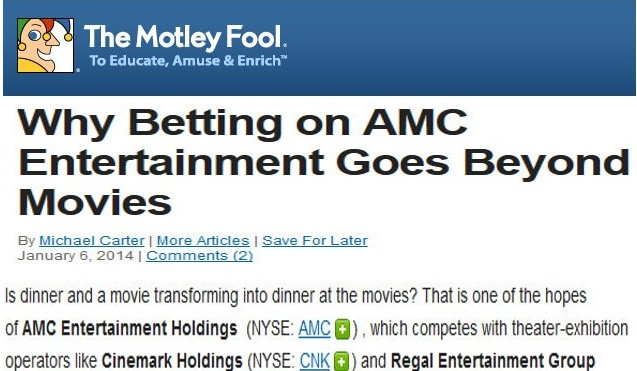 The Motley Fool.
To Educate, Amuse & Enrich™
Why Betting on AMC
Entertainment Goes Beyond
Movies
By Michael Carter | More Articles | Save For Later
January 6, 2014 | Comments (2)
Is dinner and a movie transforming into dinner at the movies? That is one of the hopes
of AMC Entertainment Holdings (NYSE: AMC +) , which competes with theater-exhibition
operators like Cinemark Holdings (NYSE: CNK +) and Regal Entertainment Group